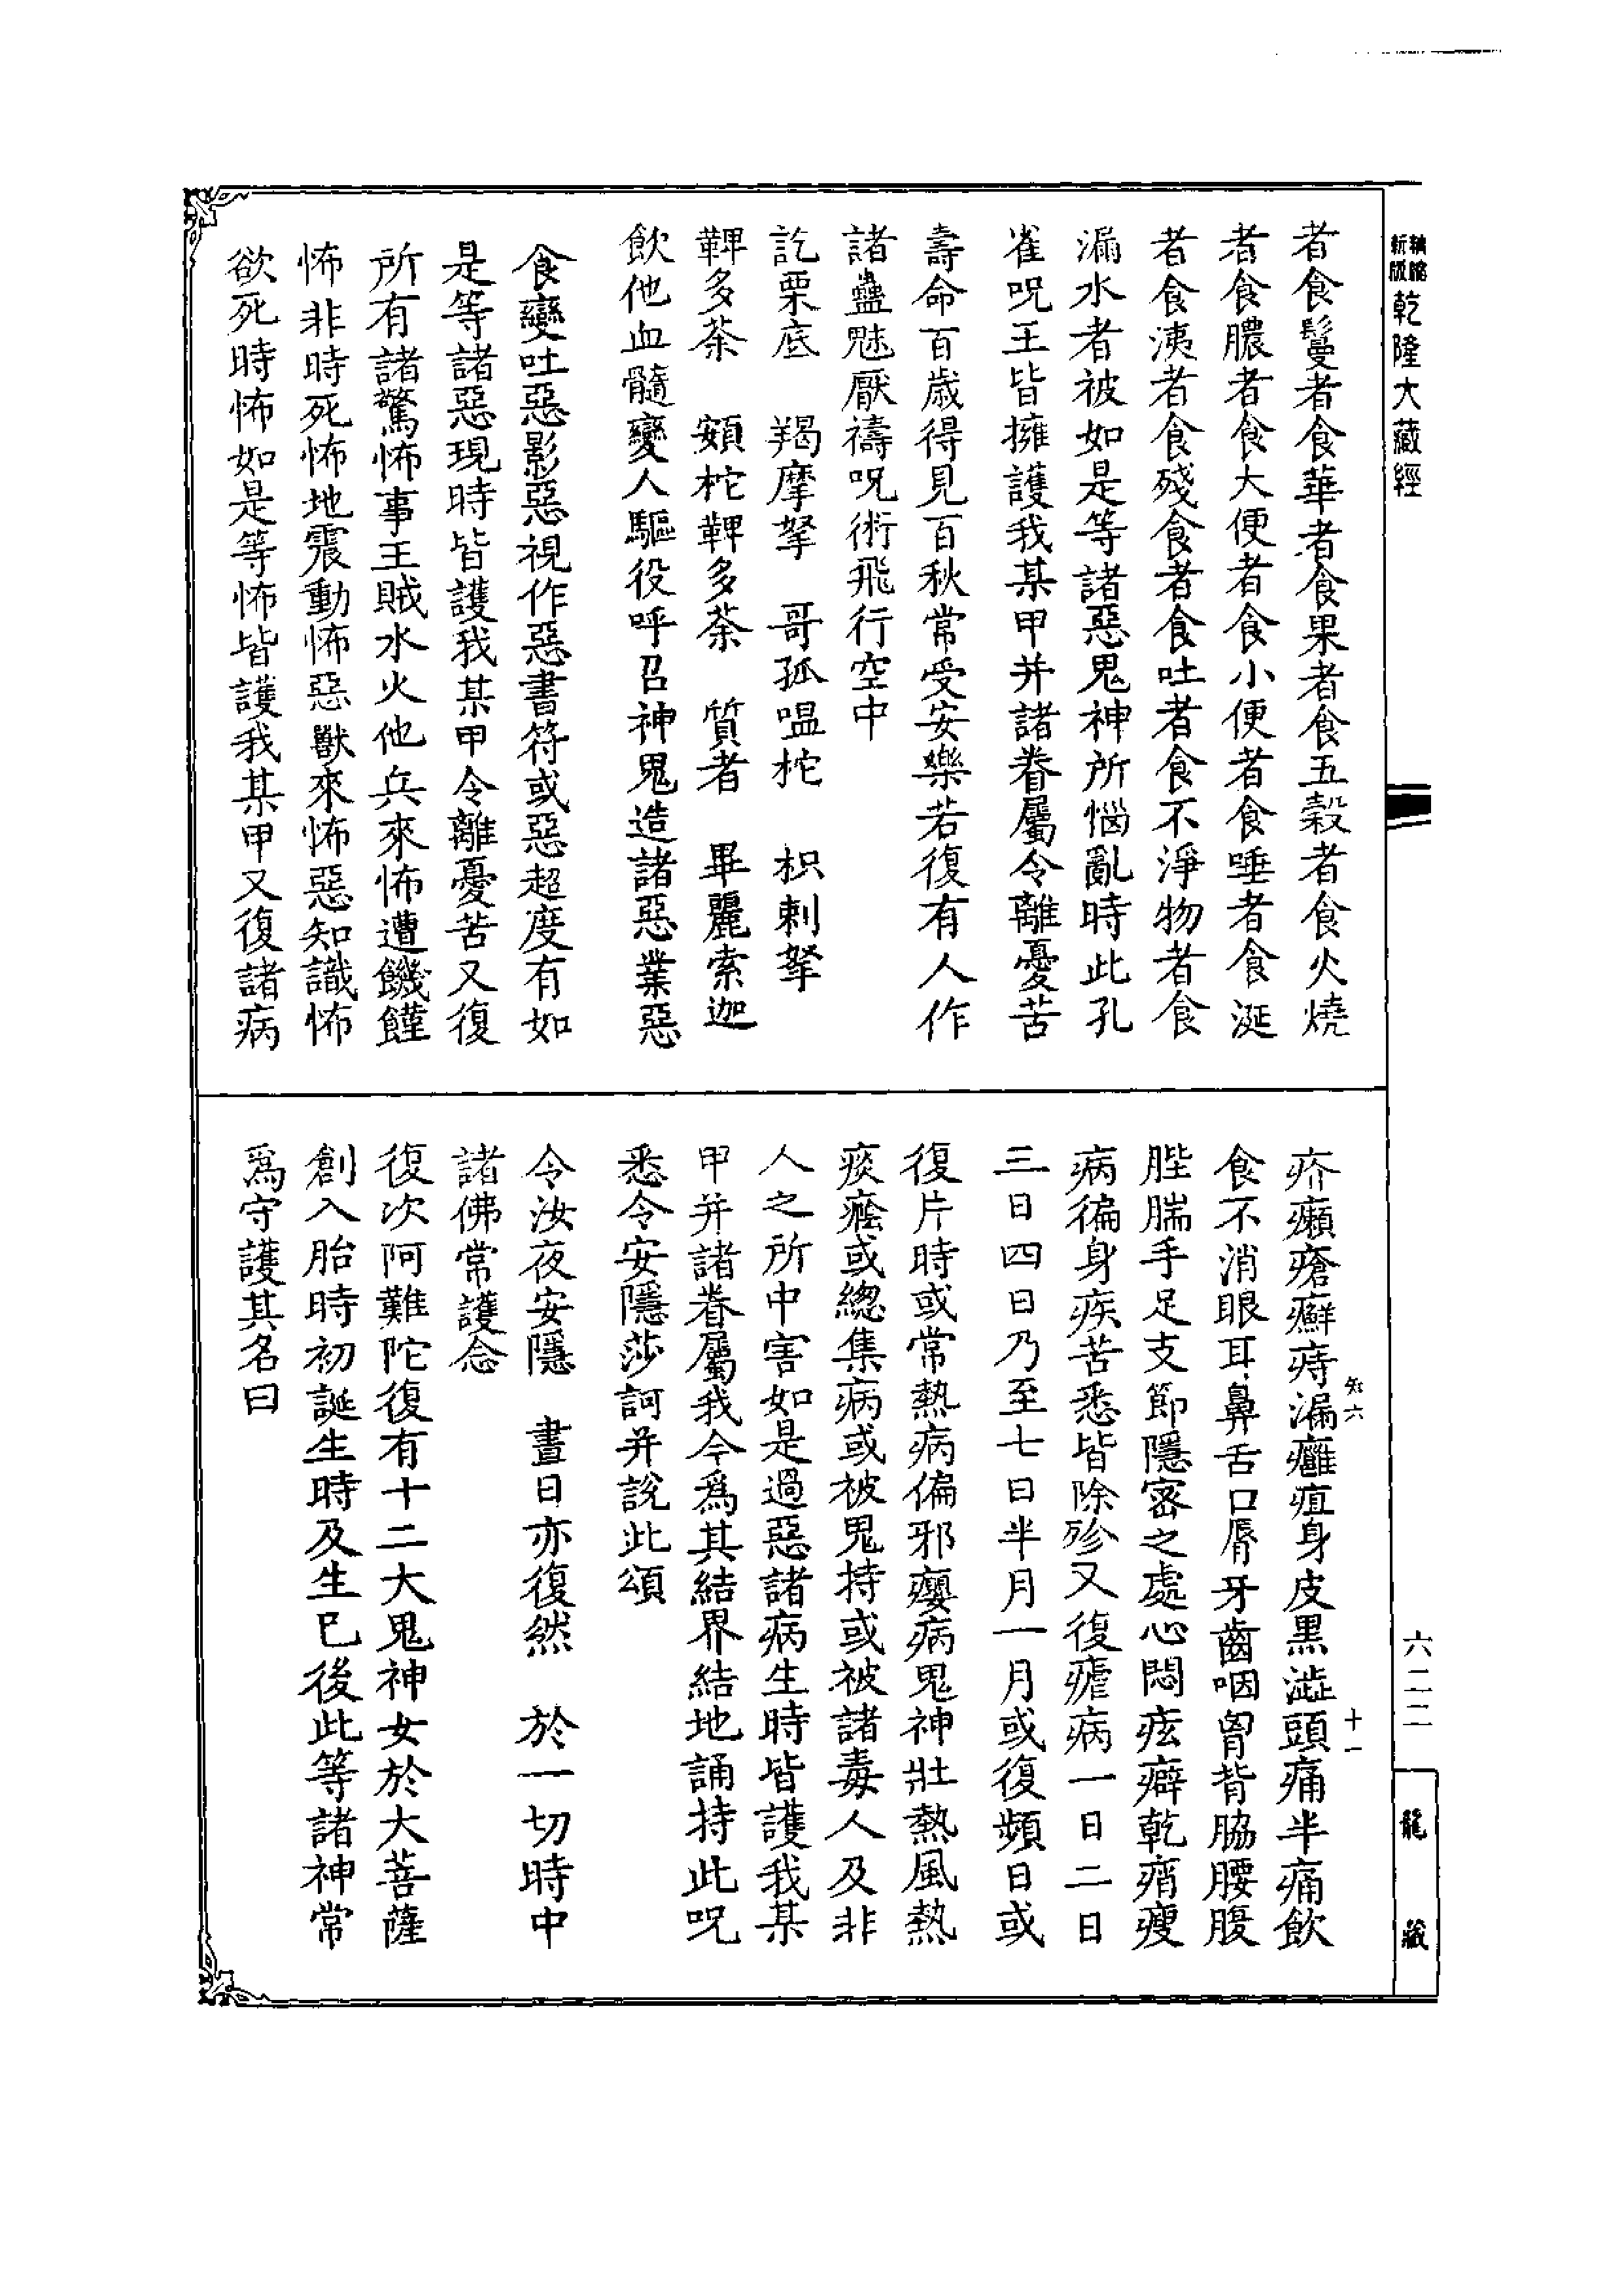 乾隆大藏經
者食鬘者食華者食果者食五穀者食火燒
者食膿者食大便者食小便者食唾者食涎
者食洟者食殘食者食吐者食不淨物者食
漏水者被如是等諸惡鬼神所惱亂時此孔
雀呪王皆擁護我某甲并諸眷屬令離憂苦
壽命百歲得見百秋常受安樂若復有人作
諸蠱魅厭禱呪術飛行空中
訖栗底 羯摩拏 哥孤嗢柁 枳剌拏
鞞多荼 頞柁鞞多荼 質者 畢麗索迦
飲他血髓變人驅役呼召神鬼造諸惡業惡
食變吐惡影惡視作惡書符或惡超度有如
是等諸惡現時皆護我某甲令離憂苦又復
所有諸驚怖事王賊水火他兵來怖遭饑饉
怖非時死怖地震動怖惡獸來怖惡知識怖
欲死時怖如是等怖皆護我某甲又復諸病
疥癩瘡癬痔漏癰疽身皮黑澁頭痛半痛飲
食不消眼耳鼻舌口脣牙齒咽胷背脇腰腹
䏶腨手足支節隱密之處心悶痃癖乾痟瘦
病徧身疾苦悉皆除殄又復瘧病一日二日
三日四日乃至七日半月一月或復頻日或
復片時或常熱病偏邪癭病鬼神壯熱風熱
痰癊或總集病或被鬼持或被諸毒人及非
人之所中害如是過惡諸病生時皆護我某
甲并諸眷屬我今爲其結界結地誦持此呪
悉令安隱莎訶并說此頌
令汝夜安隱 晝日亦復然 於一切時中
諸佛常護念
復次阿難陀復有十二大鬼神女於大菩薩
創入胎時初誕生時及生已後此等諸神常
爲守護其名曰
知六
十一
六二二
龍藏